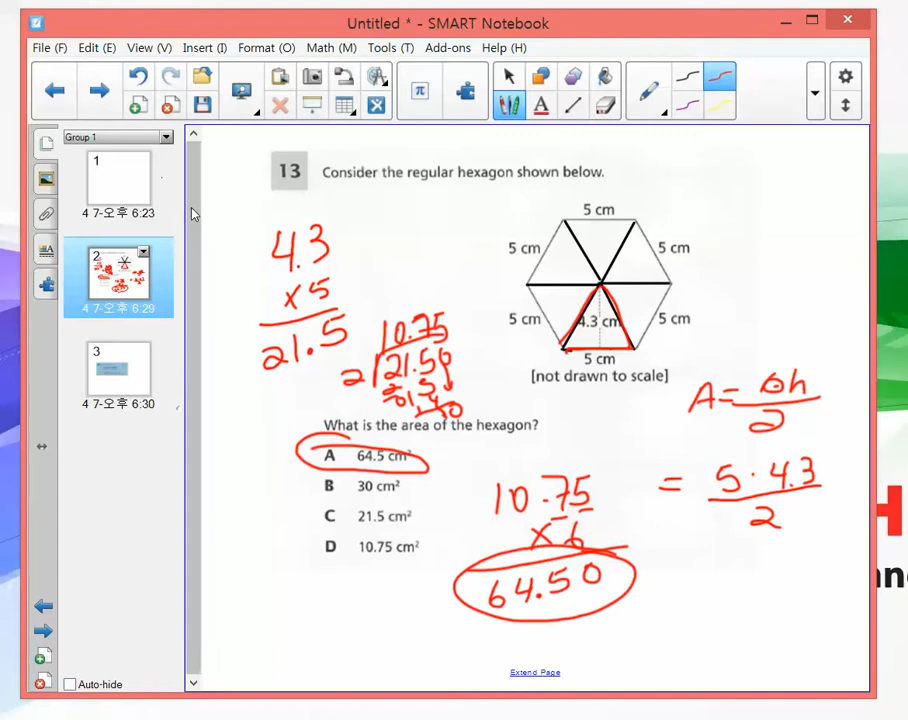 Untitled * - SMART Notebook
File (F) Edit (E) View (V) Insert (I) Format (O) Math (M) Tools (T) Add-ons Help (H)
π
A
Group 1
1
4 7-오후 6:23
2
4 7-오후 6:29
3
4 7-오후 6:30
Auto-hide
13 Consider the regular hexagon shown below.
5 cm
5 cm 5 cm
5 cm 5 cm
4.3 cm
5 cm
[not drawn to scale]
4.3
x 5
21.5
10.75
2 21.50
A = bh
2
= 5 · 4.3
2
What is the area of the hexagon?
A 64.5 cm²
B 30 cm²
C 21.5 cm²
D 10.75 cm²
10.75
x 6
64.50
Extend Page
H
an